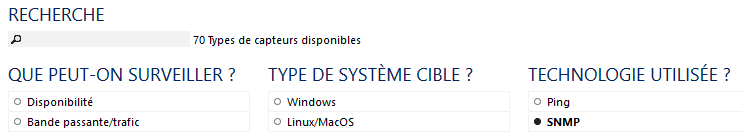 RECHERCHE
70 Types de capteurs disponibles
QUE PEUT-ON SURVEILLER ?
Disponibilité
Bande passante/trafic
TYPE DE SYSTÈME CIBLE ?
Windows
Linux/MacOS
TECHNOLOGIE UTILISÉE ?
Ping
SNMP